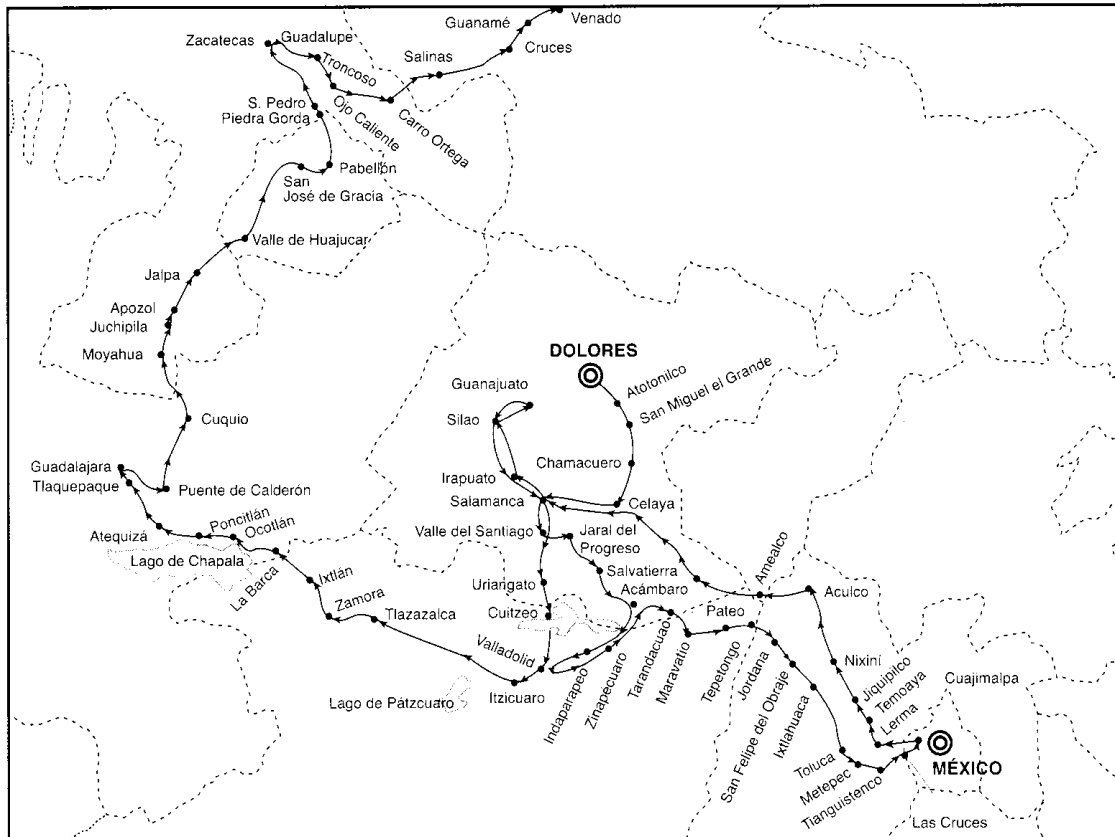 Venado
Guanamé
Cruces
Zacatecas
Guadalupe
Troncoso
Salinas
Ojo Caliente
Carro Ortega
S. Pedro
Piedra Gorda
Pabellón
San
José de Gracia
Valle de Huajucar
Jalpa
Apozol
Juchipila
Moyahua
Cuquio
Guadalajara
Tlaquepaque
Puente de Calderón
Atequizá
Poncitlán
Ocotlán
Lago de Chapala
La Barca
Ixtlán
Zamora
Tlazazalca
DOLORES
Atotonilco
San Miguel el Grande
Guanajuato
Silao
Chamacuero
Irapuato
Salamanca
Celaya
Valle del Santiago
Jaral del
Progreso
Salvatierra
Uriangato
Acámbaro
Cuitzeo
Valladolid
Itzicuaro
Lago de Pátzcuaro
Indaparapeo
Zinapecuaro
Tarandacuao
Maravatio
Pateo
Tepetongo
Jordana
San Felipe del Obraje
Ixtlahuaca
Amealco
Aculco
Nixiní
Jiquipilco
Temoaya
Lerma
Cuajimalpa
Toluca
Metepec
Tianguistenco
MÉXICO
Las Cruces